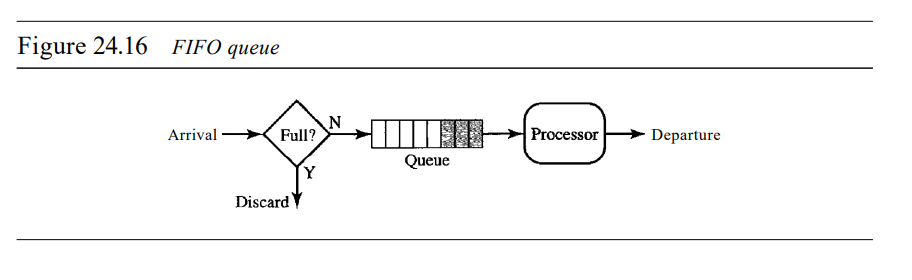 Figure 24.16 FIFO queue
Arrival
Full?
N
Y
Discard
Queue
Processor
Departure